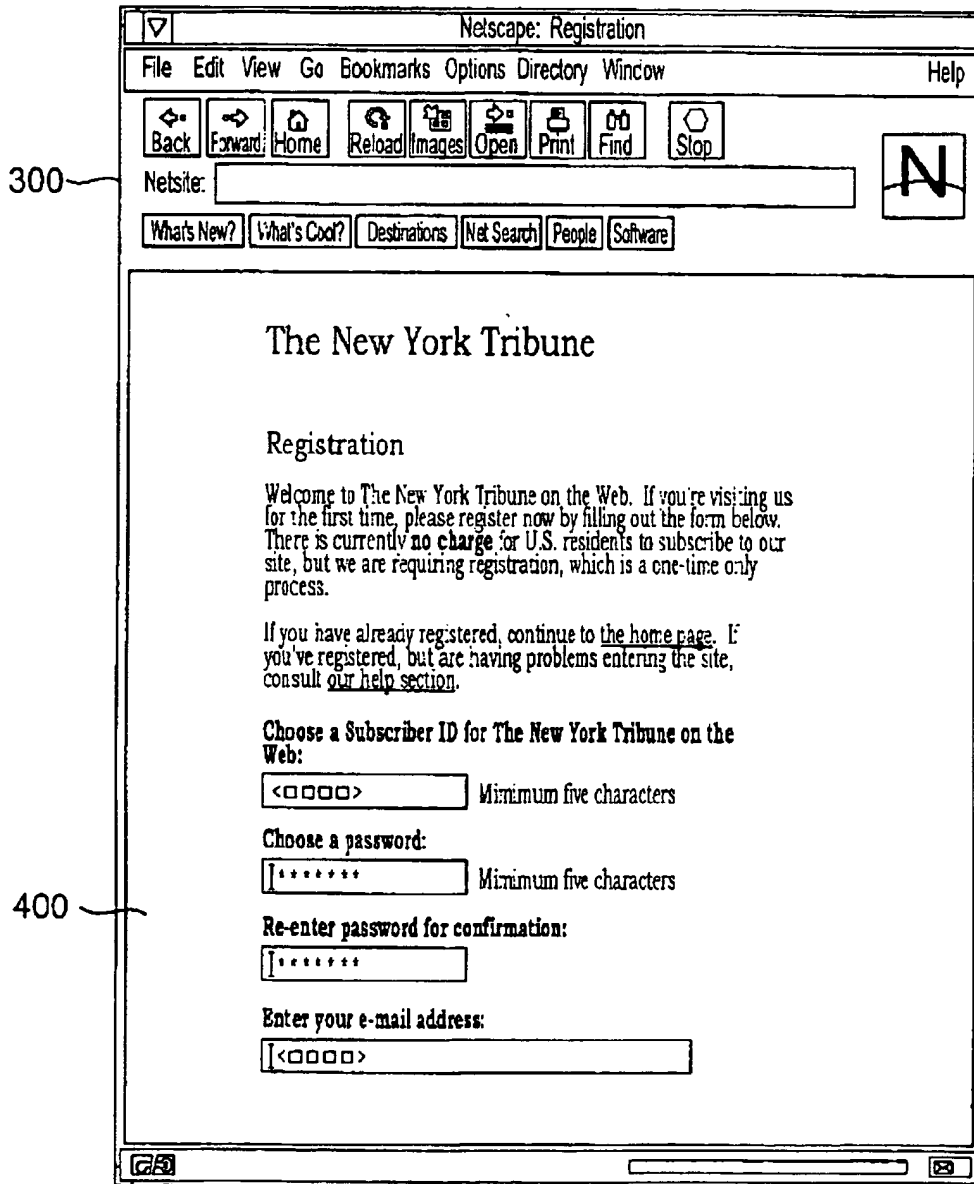 Netscape: Registration
File Edit View Go Bookmarks Options Directory Window Help
Back Forward Home Reload Images Open Print Find Stop
N
300
Netsite:
What's New? What's Cool? Destinations Net Search People Software
The New York Tribune
Registration
Welcome to The New York Tribune on the Web. If you're visiting us
for the first time, please register now by filling out the form below.
There is currently no charge for U.S. residents to subscribe to our
site, but we are requiring registration, which is a one-time only
process.
If you have already registered, continue to the home page. If
you've registered, but are having problems entering the site,
consult our help section.
Choose a Subscriber ID for The New York Tribune on the
Web:
<□□□□> Minimum five characters
Choose a password:
******* Minimum five characters
400
Re-enter password for confirmation:
*******
Enter your e-mail address:
<□□□□>